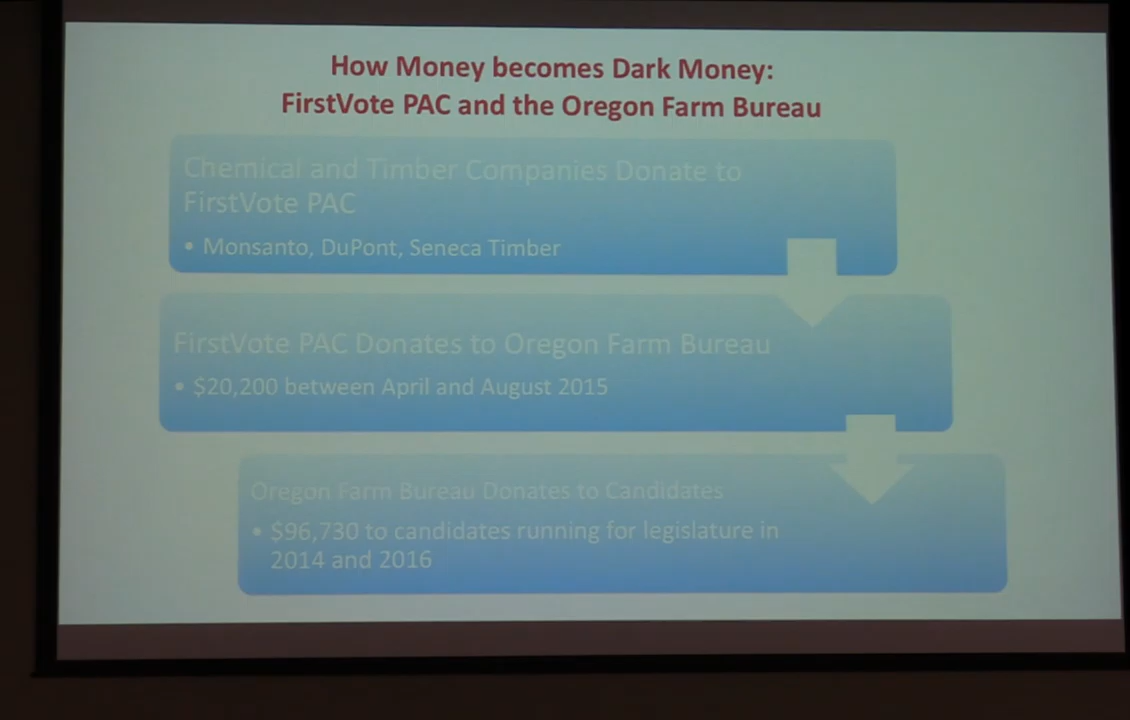 How Money becomes Dark Money:
FirstVote PAC and the Oregon Farm Bureau
Chemical and Timber Companies Donate to
FirstVote PAC
• Monsanto, DuPont, Seneca Timber
FirstVote PAC Donates to Oregon Farm Bureau
• $20,200 between April and August 2015
Oregon Farm Bureau Donates to Candidates
• $96,730 to candidates running for legislature in
2014 and 2016